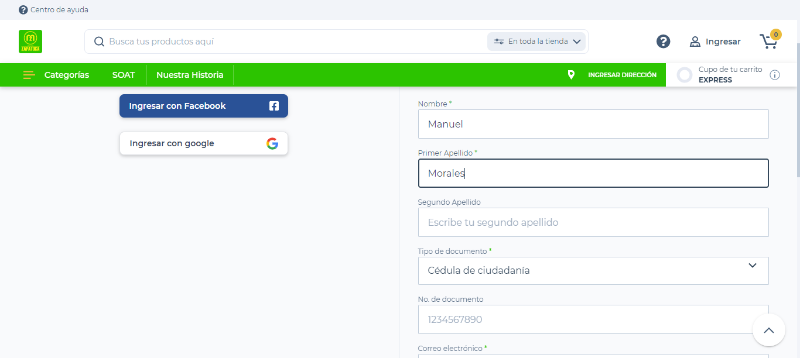 Centro de ayuda
Busca tus productos aquí
En toda la tienda
Ingresar
0
Categorías
SOAT
Nuestra Historia
INGRESAR DIRECCIÓN
Cupo de tu carrito
EXPRESS
Ingresar con Facebook
Ingresar con google
Nombre *
Manuel
Primer Apellido *
Morales
Segundo Apellido
Escribe tu segundo apellido
Tipo de documento *
Cédula de ciudadanía
No. de documento
1234567890
Correo electrónico *